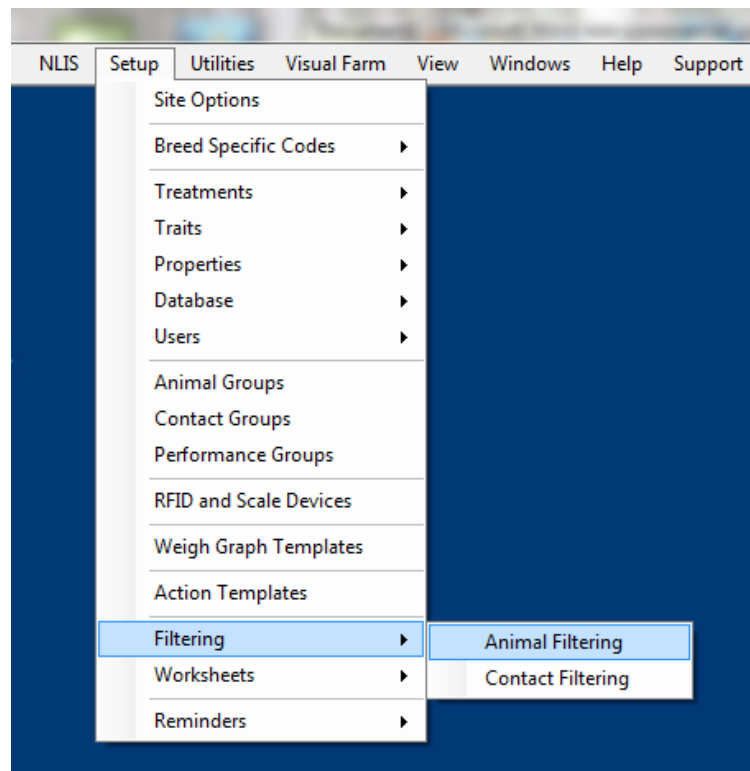 NLIS Setup Utilities Visual Farm View Windows Help Support
Site Options
Breed Specific Codes
Treatments
Traits
Properties
Database
Users
Animal Groups
Contact Groups
Performance Groups
RFID and Scale Devices
Weigh Graph Templates
Action Templates
Filtering
Animal Filtering
Worksheets
Contact Filtering
Reminders